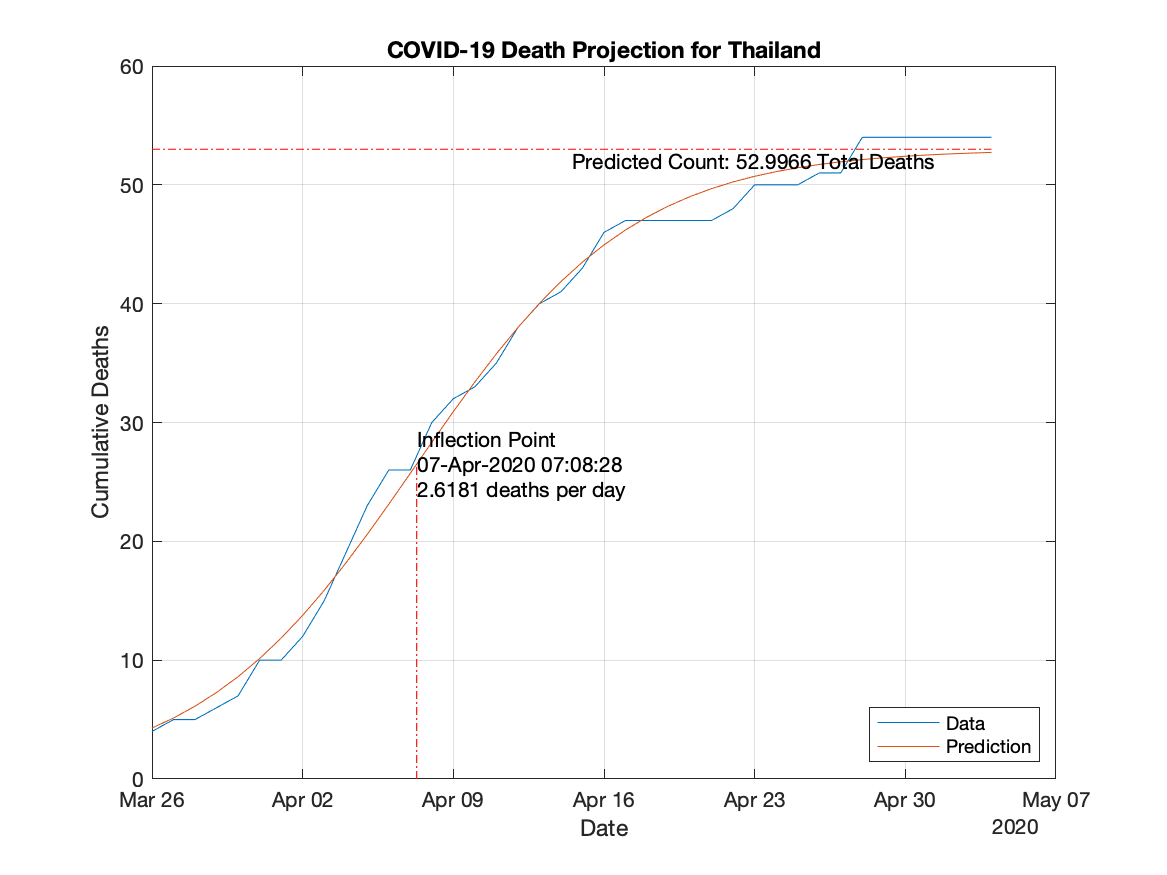 COVID-19 Death Projection for Thailand
60
50
40
30
20
10
0
Cumulative Deaths
Predicted Count: 52.9966 Total Deaths
Inflection Point
07-Apr-2020 07:08:28
2.6181 deaths per day
Data
Prediction
Mar 26
Apr 02
Apr 09
Apr 16
Apr 23
Apr 30
May 07
Date
2020